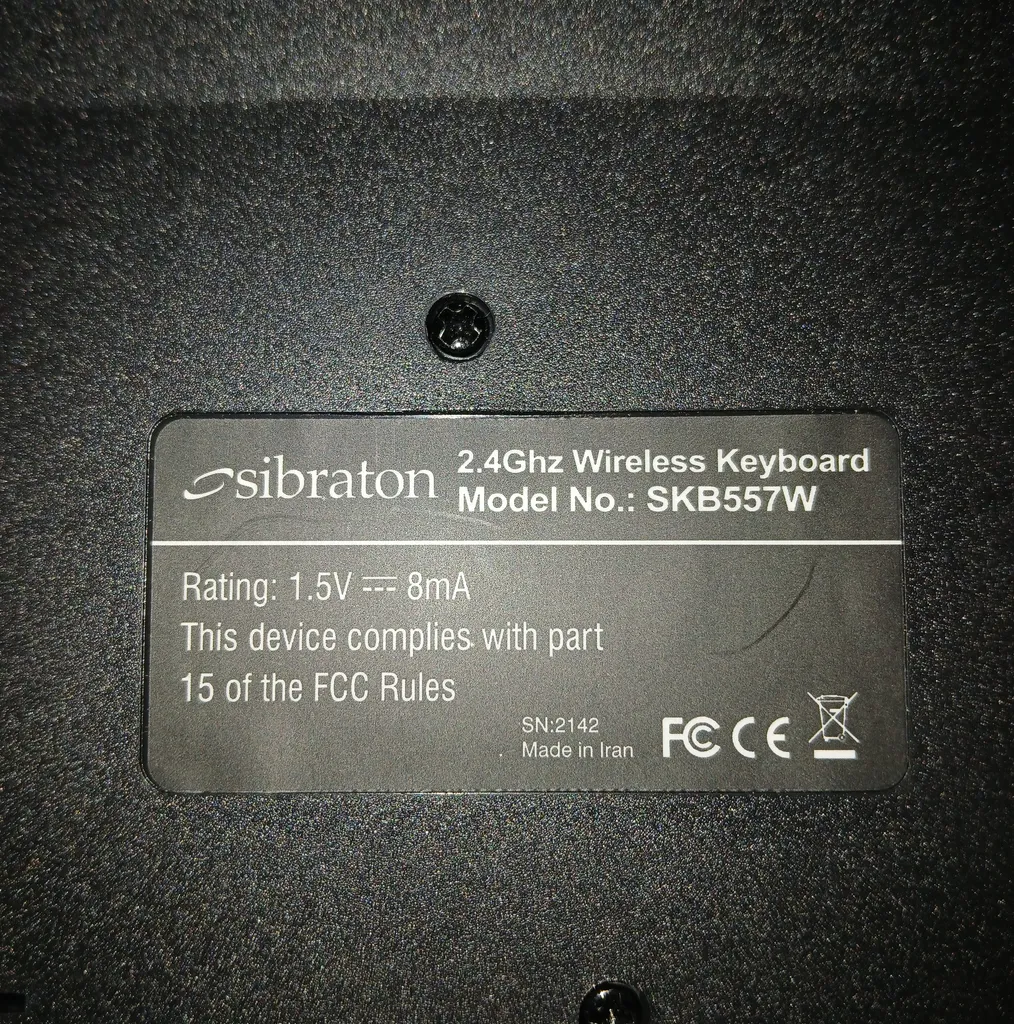 sibraton
2.4Ghz Wireless Keyboard
Model No.: SKB557W
Rating: 1.5V ⎓ 8mA
This device complies with part
15 of the FCC Rules
SN:2142
Made in Iran
FC CE